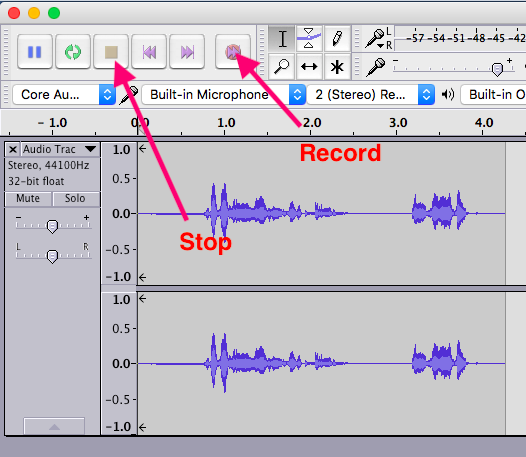 L
R
-57 -54 -51 -48 -45 -42
- +
Core Au...
Built-in Microphone
2 (Stereo) Re...
Built-in O
- 1.0 0.0 1.0 2.0 3.0 4.0
× Audio Trac ▼
Stereo, 44100Hz
32-bit float
Mute Solo
- +
L R
1.0
0.5-
0.0-
-0.5-
-1.0
1.0
0.5-
0.0-
-0.5-
-1.0
Record
Stop